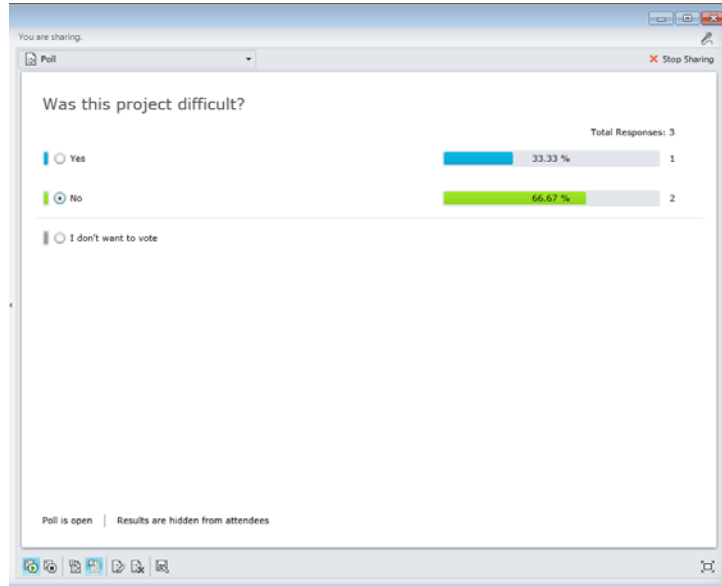 You are sharing.
Poll
Stop Sharing
Was this project difficult?
Total Responses: 3
Yes 33.33 % 1
No 66.67 % 2
I don't want to vote
Poll is open | Results are hidden from attendees